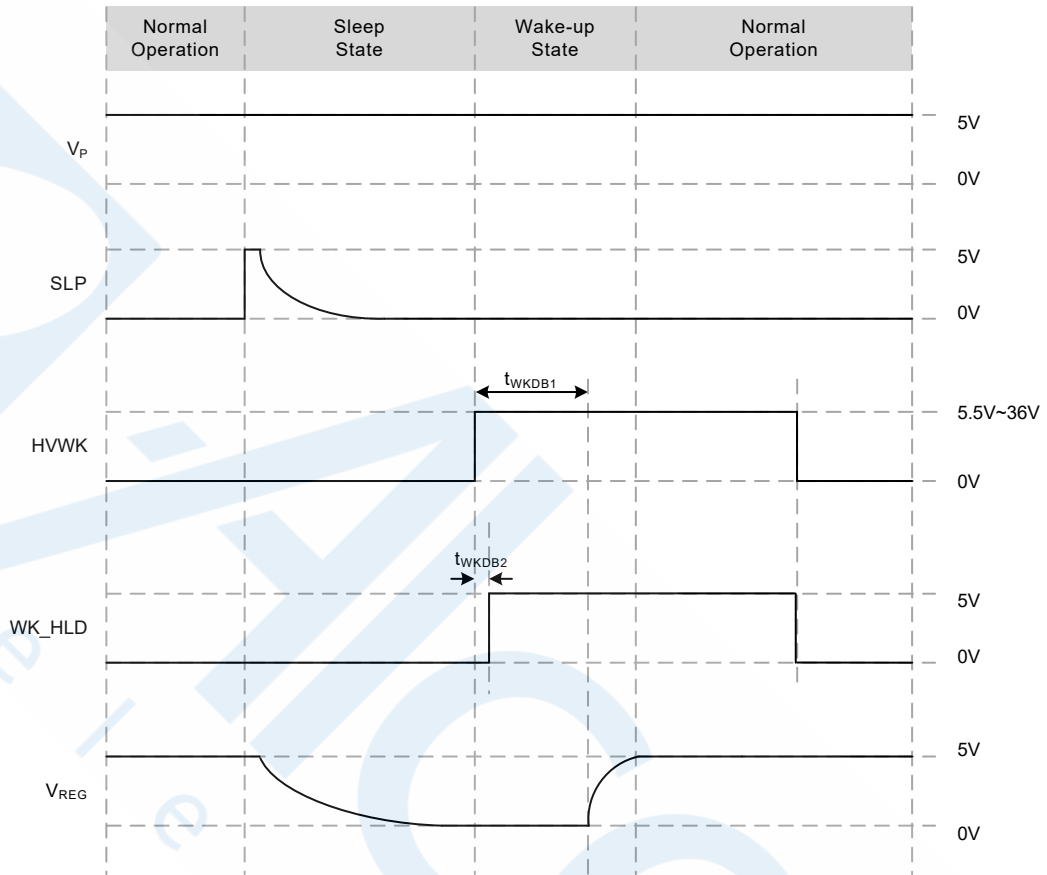 Normal
Operation
Sleep
State
Wake-up
State
Normal
Operation
VP
5V
0V
SLP
5V
0V
tWKDB1
HVWK
5.5V~36V
0V
tWKDB2
WK_HLD
5V
0V
VREG
5V
0V